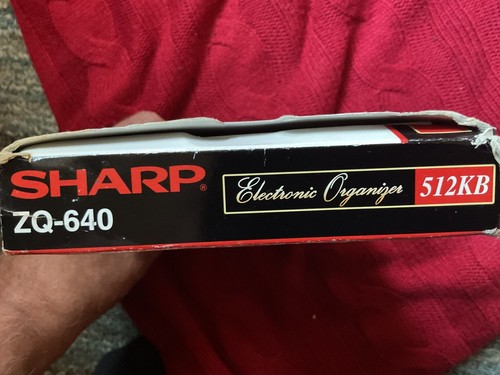 SHARP®
ZQ-640
Electronic Organizer
512KB